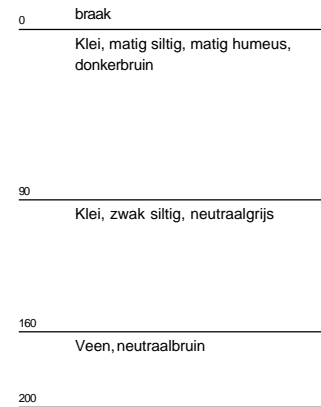 braak
0
Klei, matig siltig, matig humeus,
donkerbruin
90
Klei, zwak siltig, neutraalgrijs
160
Veen, neutraalbruin
200